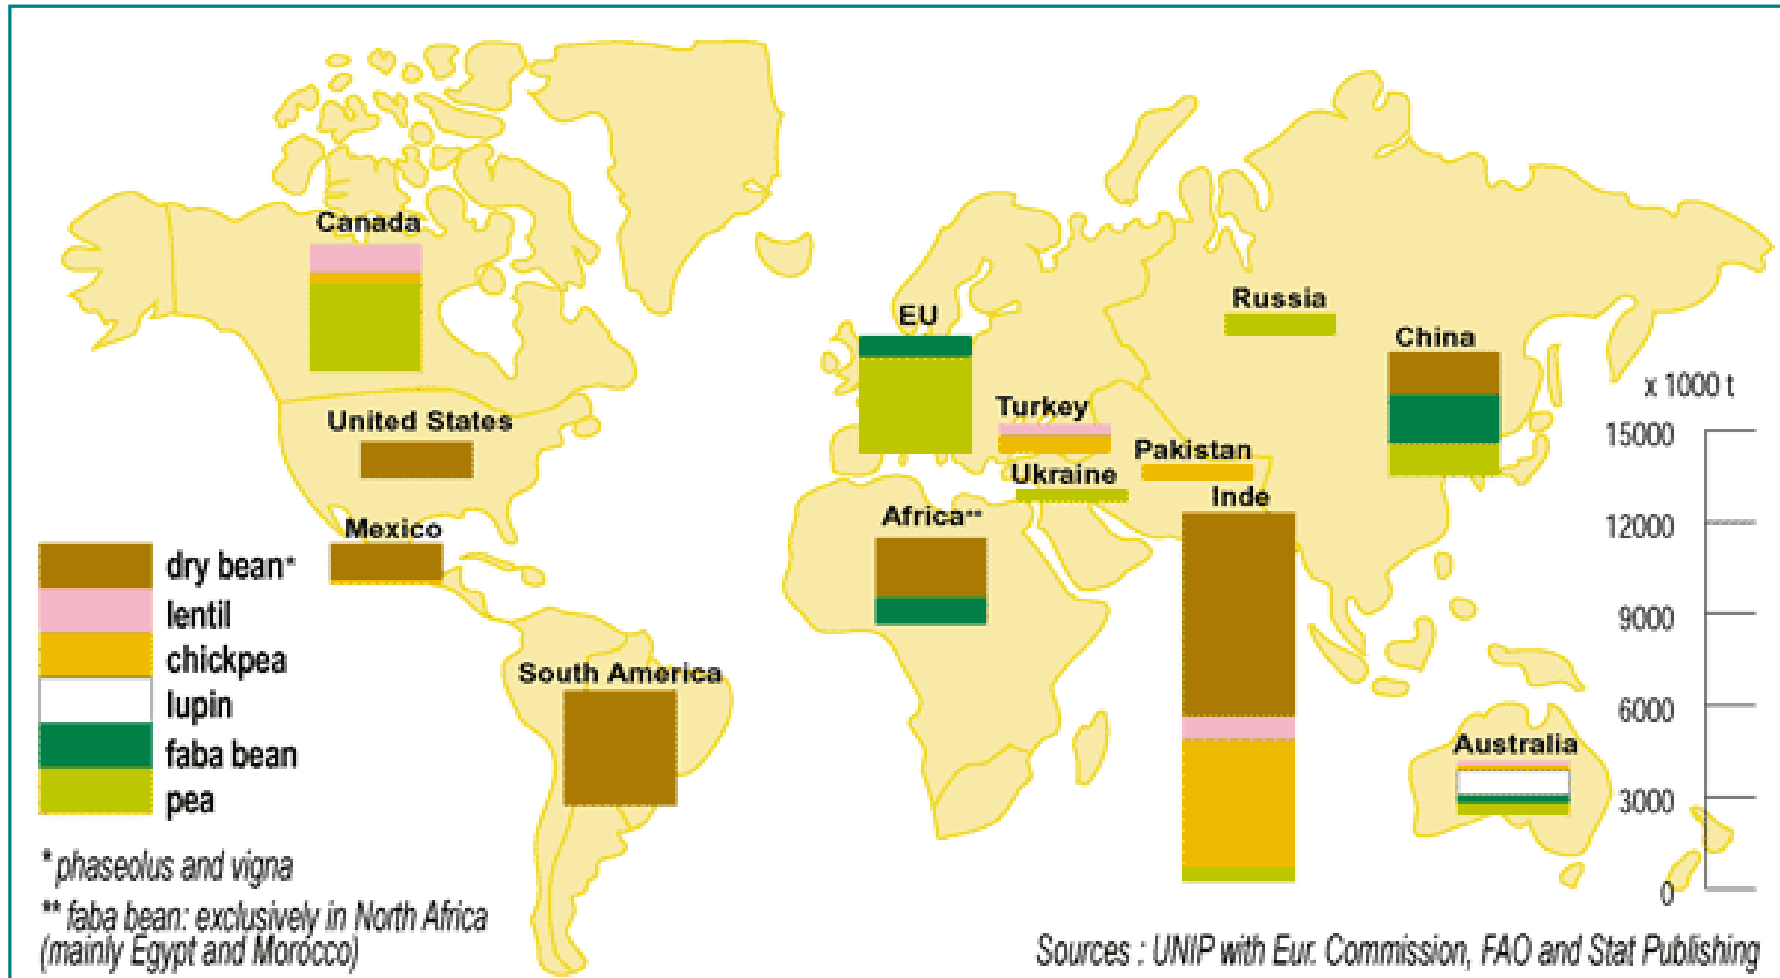 Canada
Russia
EU
China
x 1000 t
Turkey
United States
15000
Pakistan
Ukraine
Inde
Africa**
12000
Mexico
dry bean*
lentil
9000
chickpea
South America
lupin
6000
Australia
faba bean
pea
3000
* phaseolus and vigna
0
** faba bean: exclusively in North Africa
(mainly Egypt and Morocco)
Sources : UNIP with Eur. Commission, FAO and Stat Publishing